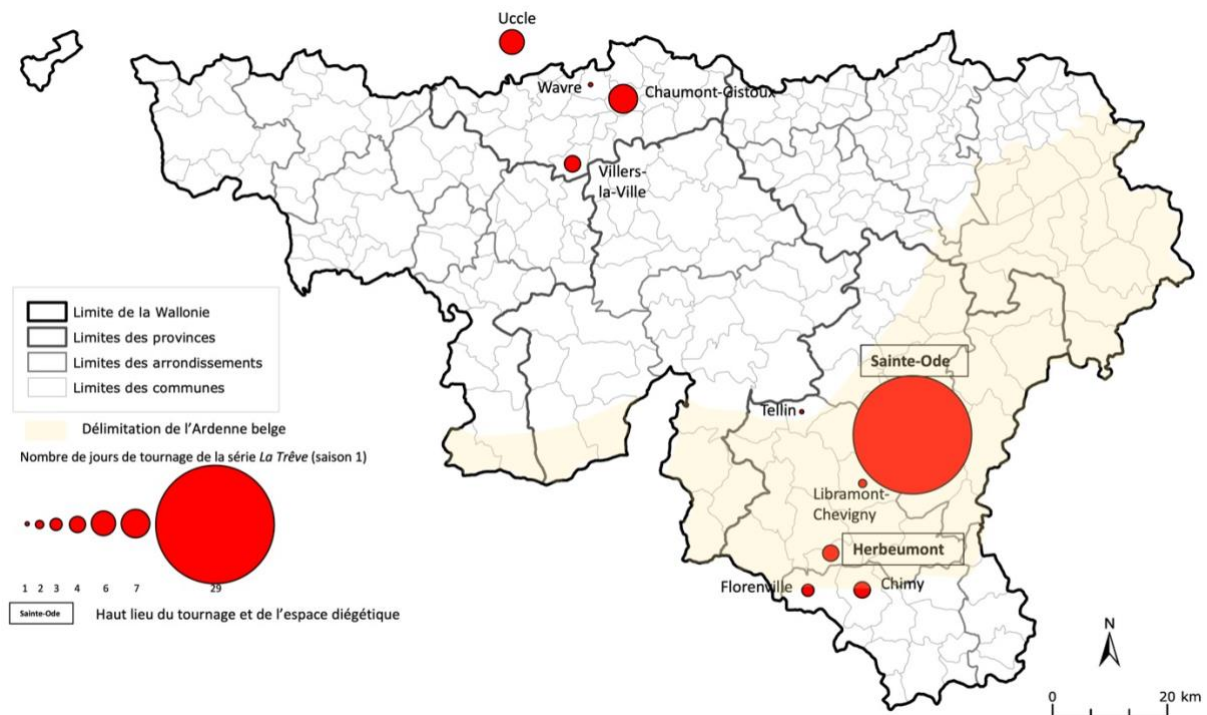 Uccle
Wavre
Chaumont-Gistoux
Villers-
la-Ville
Limite de la Wallonie
Limites des provinces
Limites des arrondissements
Limites des communes
Délimitation de l'Ardenne belge
Nombre de jours de tournage de la série La Trêve (saison 1)
1 2 3 4 6 7 29
Sainte-Ode Haut lieu du tournage et de l'espace diégétique
Sainte-Ode
Tellin
Libramont-
Chevigny
Herbeumont
Florenville
Chimy
N
0 20 km